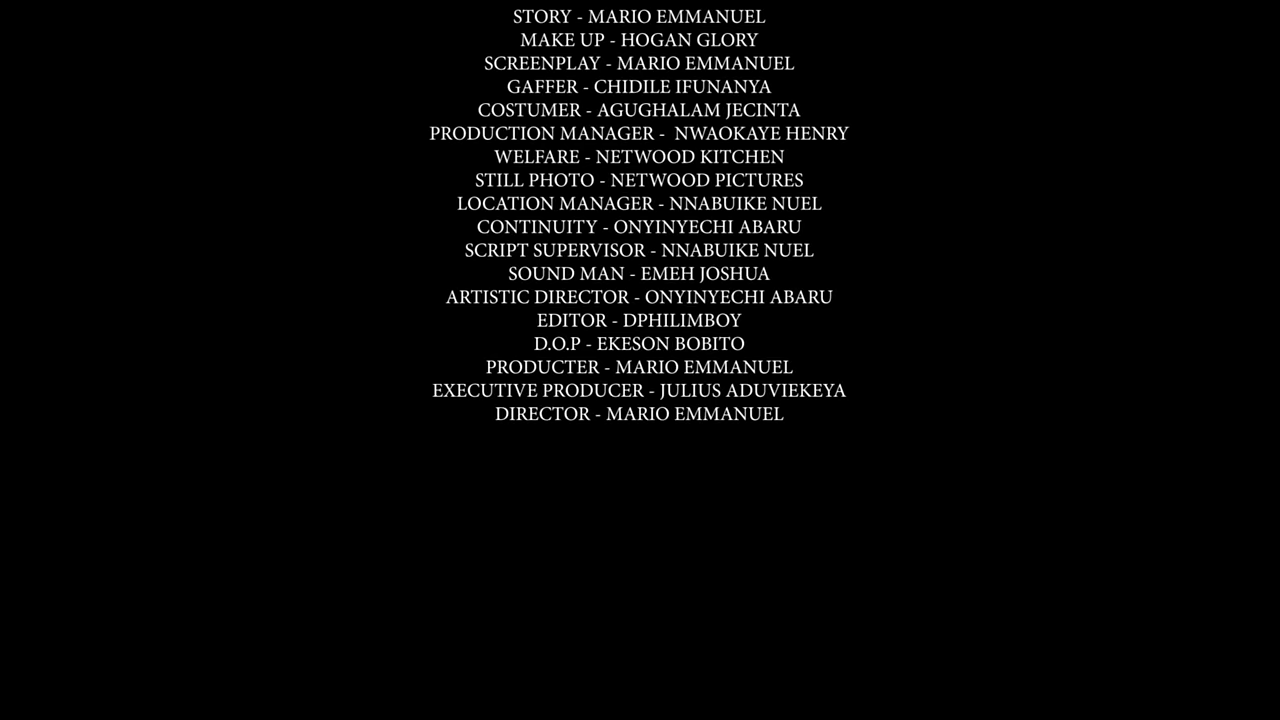 STORY - MARIO EMMANUEL
MAKE UP - HOGAN GLORY
SCREENPLAY - MARIO EMMANUEL
GAFFER - CHIDILE IFUNANYA
COSTUMER - AGUGHALAM JECINTA
PRODUCTION MANAGER -  NWAOKAYE HENRY
WELFARE - NETWOOD KITCHEN
STILL PHOTO - NETWOOD PICTURES
LOCATION MANAGER - NNABUIKE NUEL
CONTINUITY - ONYINYECHI ABARU
SCRIPT SUPERVISOR - NNABUIKE NUEL
SOUND MAN - EMEH JOSHUA
ARTISTIC DIRECTOR - ONYINYECHI ABARU
EDITOR - DPHILIMBOY
D.O.P - EKESON BOBITO
PRODUCTER - MARIO EMMANUEL
EXECUTIVE PRODUCER - JULIUS ADUVIEKEYA
DIRECTOR - MARIO EMMANUEL